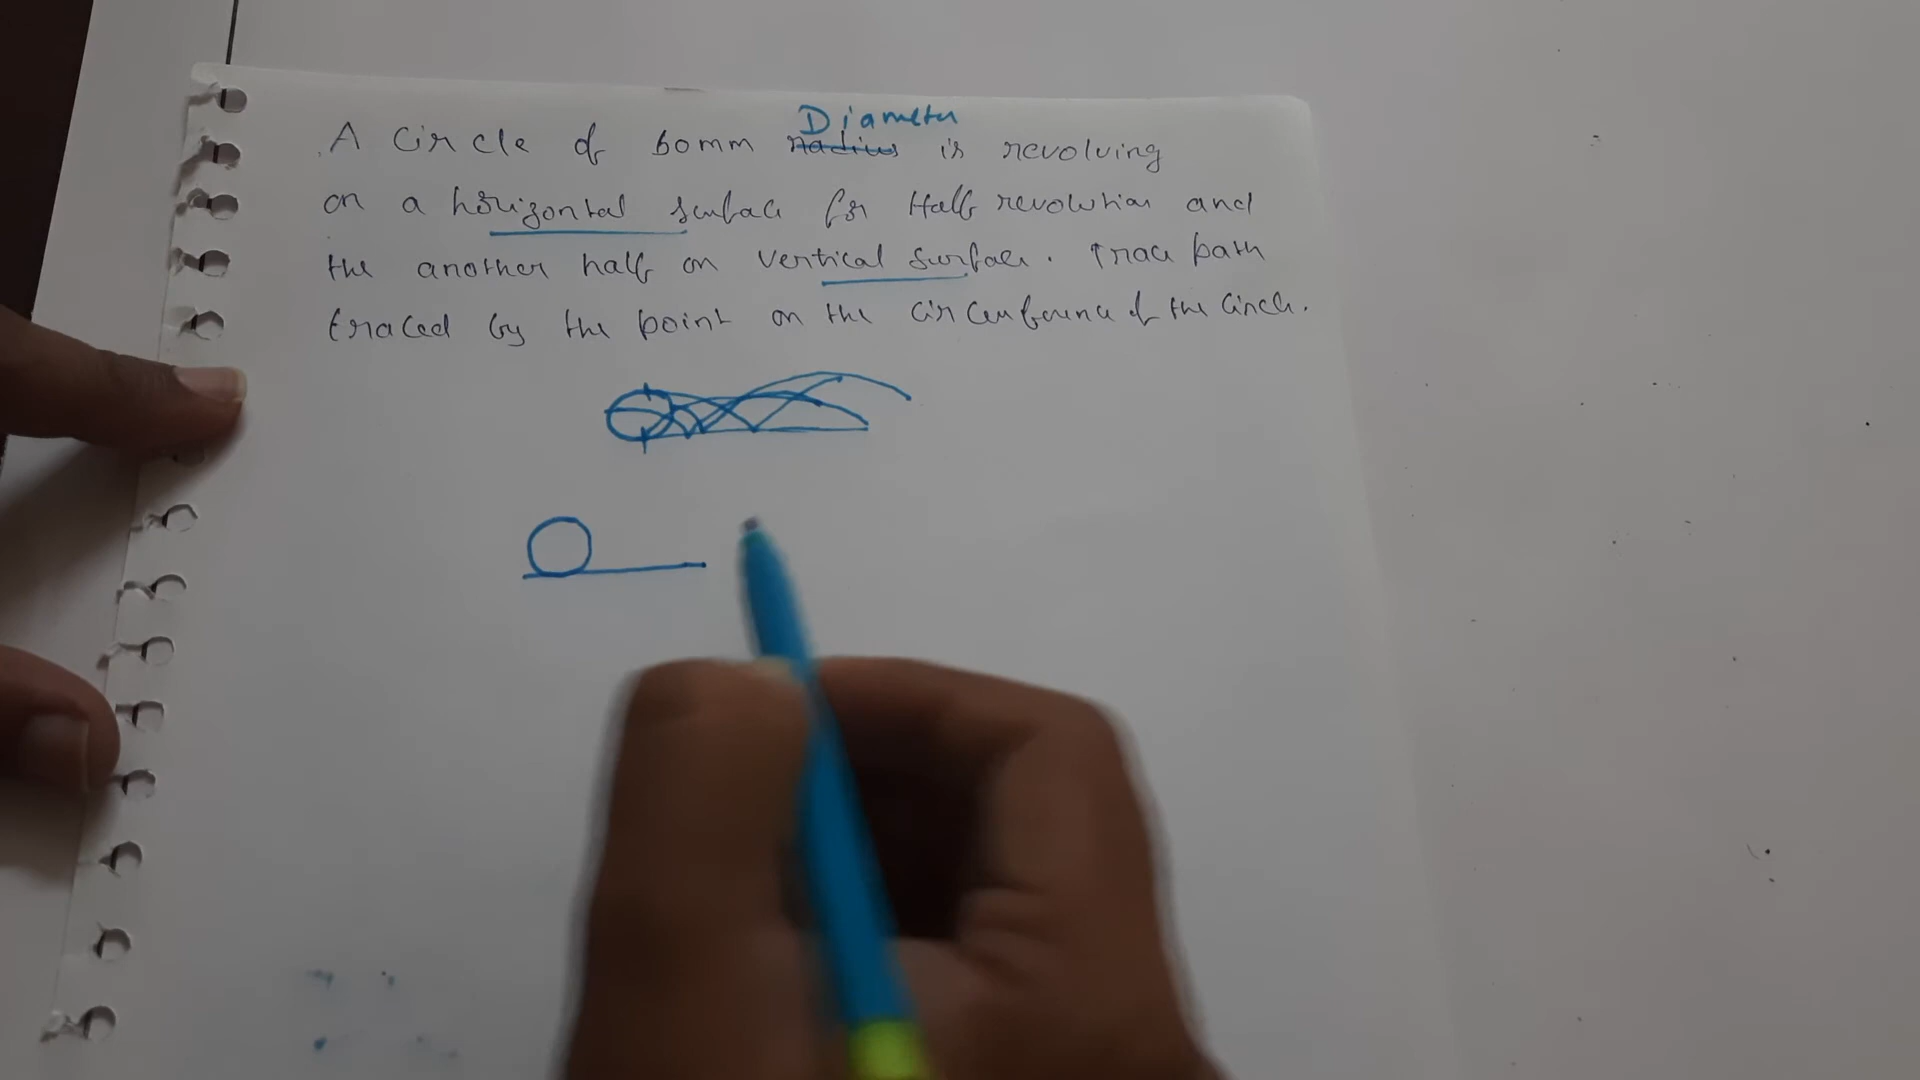 Diameter
A Circle of 60mm radius is revolving
on a horizontal surface for Half revolution and
the another half on vertical surface. Trace path
traced by the point on the circumference of the circle.